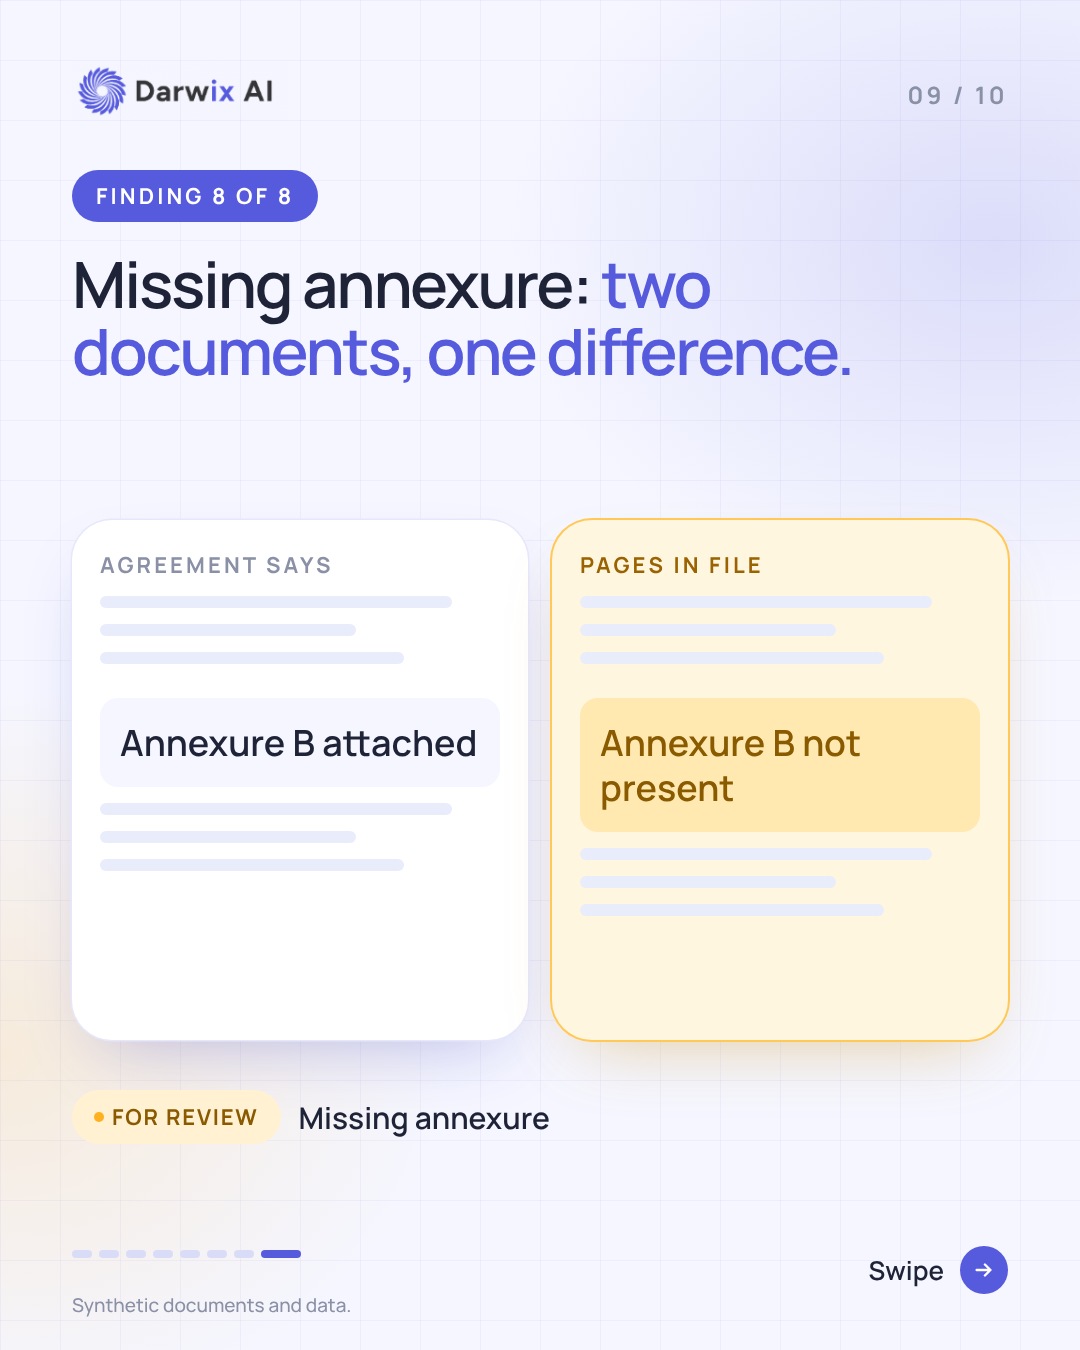 Darwix AI
09 / 10
FINDING 8 OF 8
Missing annexure: two
documents, one difference.
AGREEMENT SAYS
Annexure B attached
PAGES IN FILE
Annexure B not
present
FOR REVIEW
Missing annexure
Swipe
Synthetic documents and data.